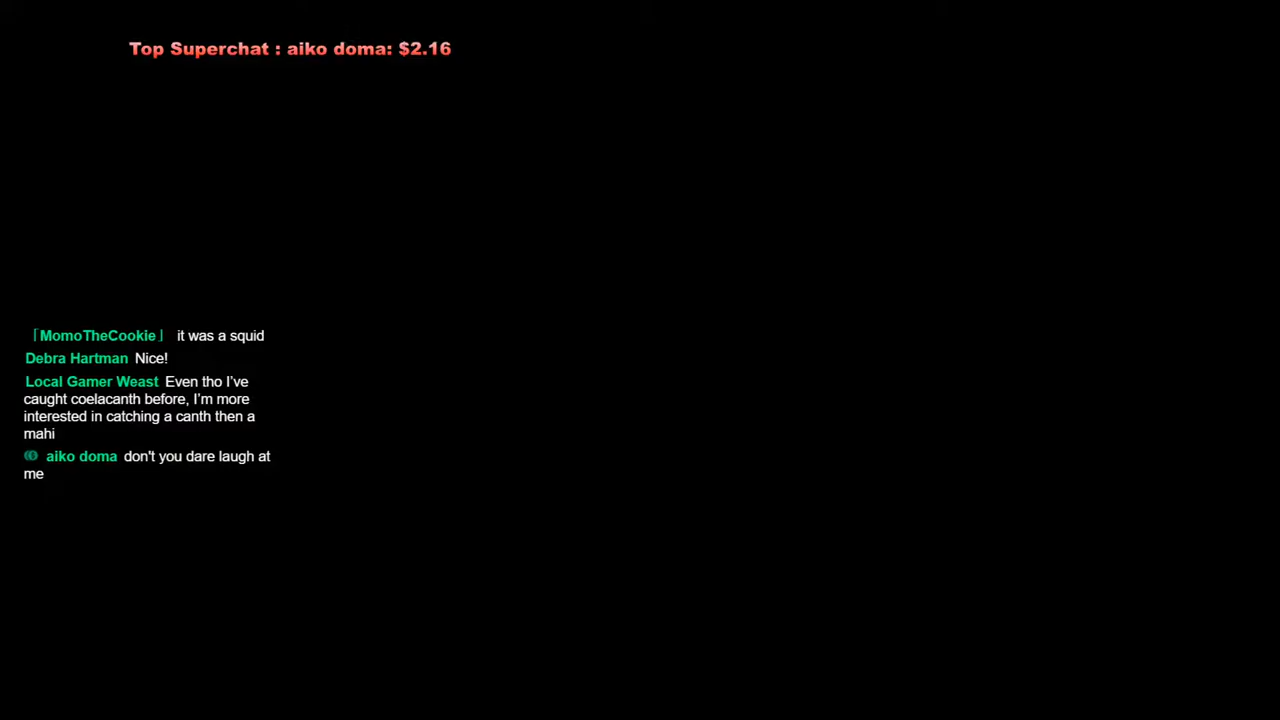 Top Superchat : aiko doma: $2.16
「MomoTheCookie」 it was a squid
Debra Hartman Nice!
Local Gamer Weast Even tho I’ve
caught coelacanth before, I’m more
interested in catching a canth then a
mahi
aiko doma don't you dare laugh at
me